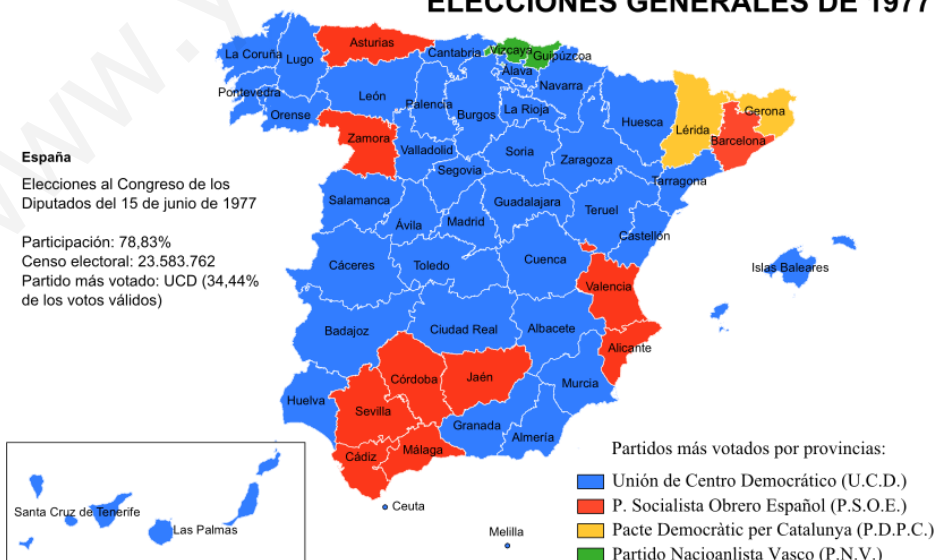 ELECCIONES GENERALES DE 1977
Asturias
La Coruña
Lugo
Cantabria
Vizcaya
Guipúzcoa
Álava
Pontevedra
Orense
León
Palencia
Burgos
La Rioja
Navarra
Huesca
Lérida
Gerona
Barcelona
Zamora
Valladolid
Soria
Zaragoza
Segovia
Tarragona
España
Elecciones al Congreso de los
Diputados del 15 de junio de 1977
Participación: 78,83%
Censo electoral: 23.583.762
Partido más votado: UCD (34,44%
de los votos válidos)
Salamanca
Ávila
Madrid
Guadalajara
Teruel
Castellón
Cáceres
Toledo
Cuenca
Islas Baleares
Valencia
Badajoz
Ciudad Real
Albacete
Alicante
Córdoba
Jaén
Murcia
Huelva
Sevilla
Granada
Almería
Cádiz
Málaga
Ceuta
Melilla
Santa Cruz de Tenerife
Las Palmas
Partidos más votados por provincias:
Unión de Centro Democrático (U.C.D.)
P. Socialista Obrero Español (P.S.O.E.)
Pacte Democràtic per Catalunya (P.D.P.C.)
Partido Nacioanlista Vasco (P.N.V.)